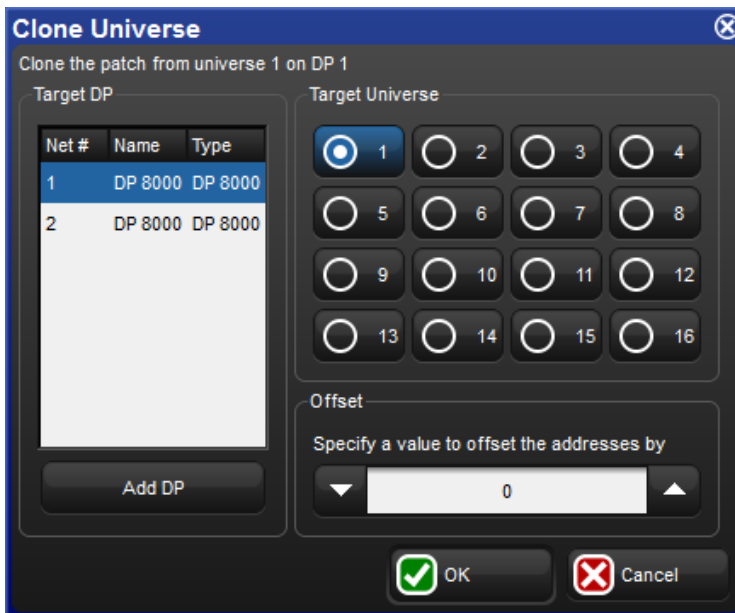 Clone Universe
Clone the patch from universe 1 on DP 1
Target DP
Net # Name Type
1 DP 8000 DP 8000
2 DP 8000 DP 8000
Add DP
Target Universe
1 2 3 4
5 6 7 8
9 10 11 12
13 14 15 16
Offset
Specify a value to offset the addresses by
0
OK Cancel